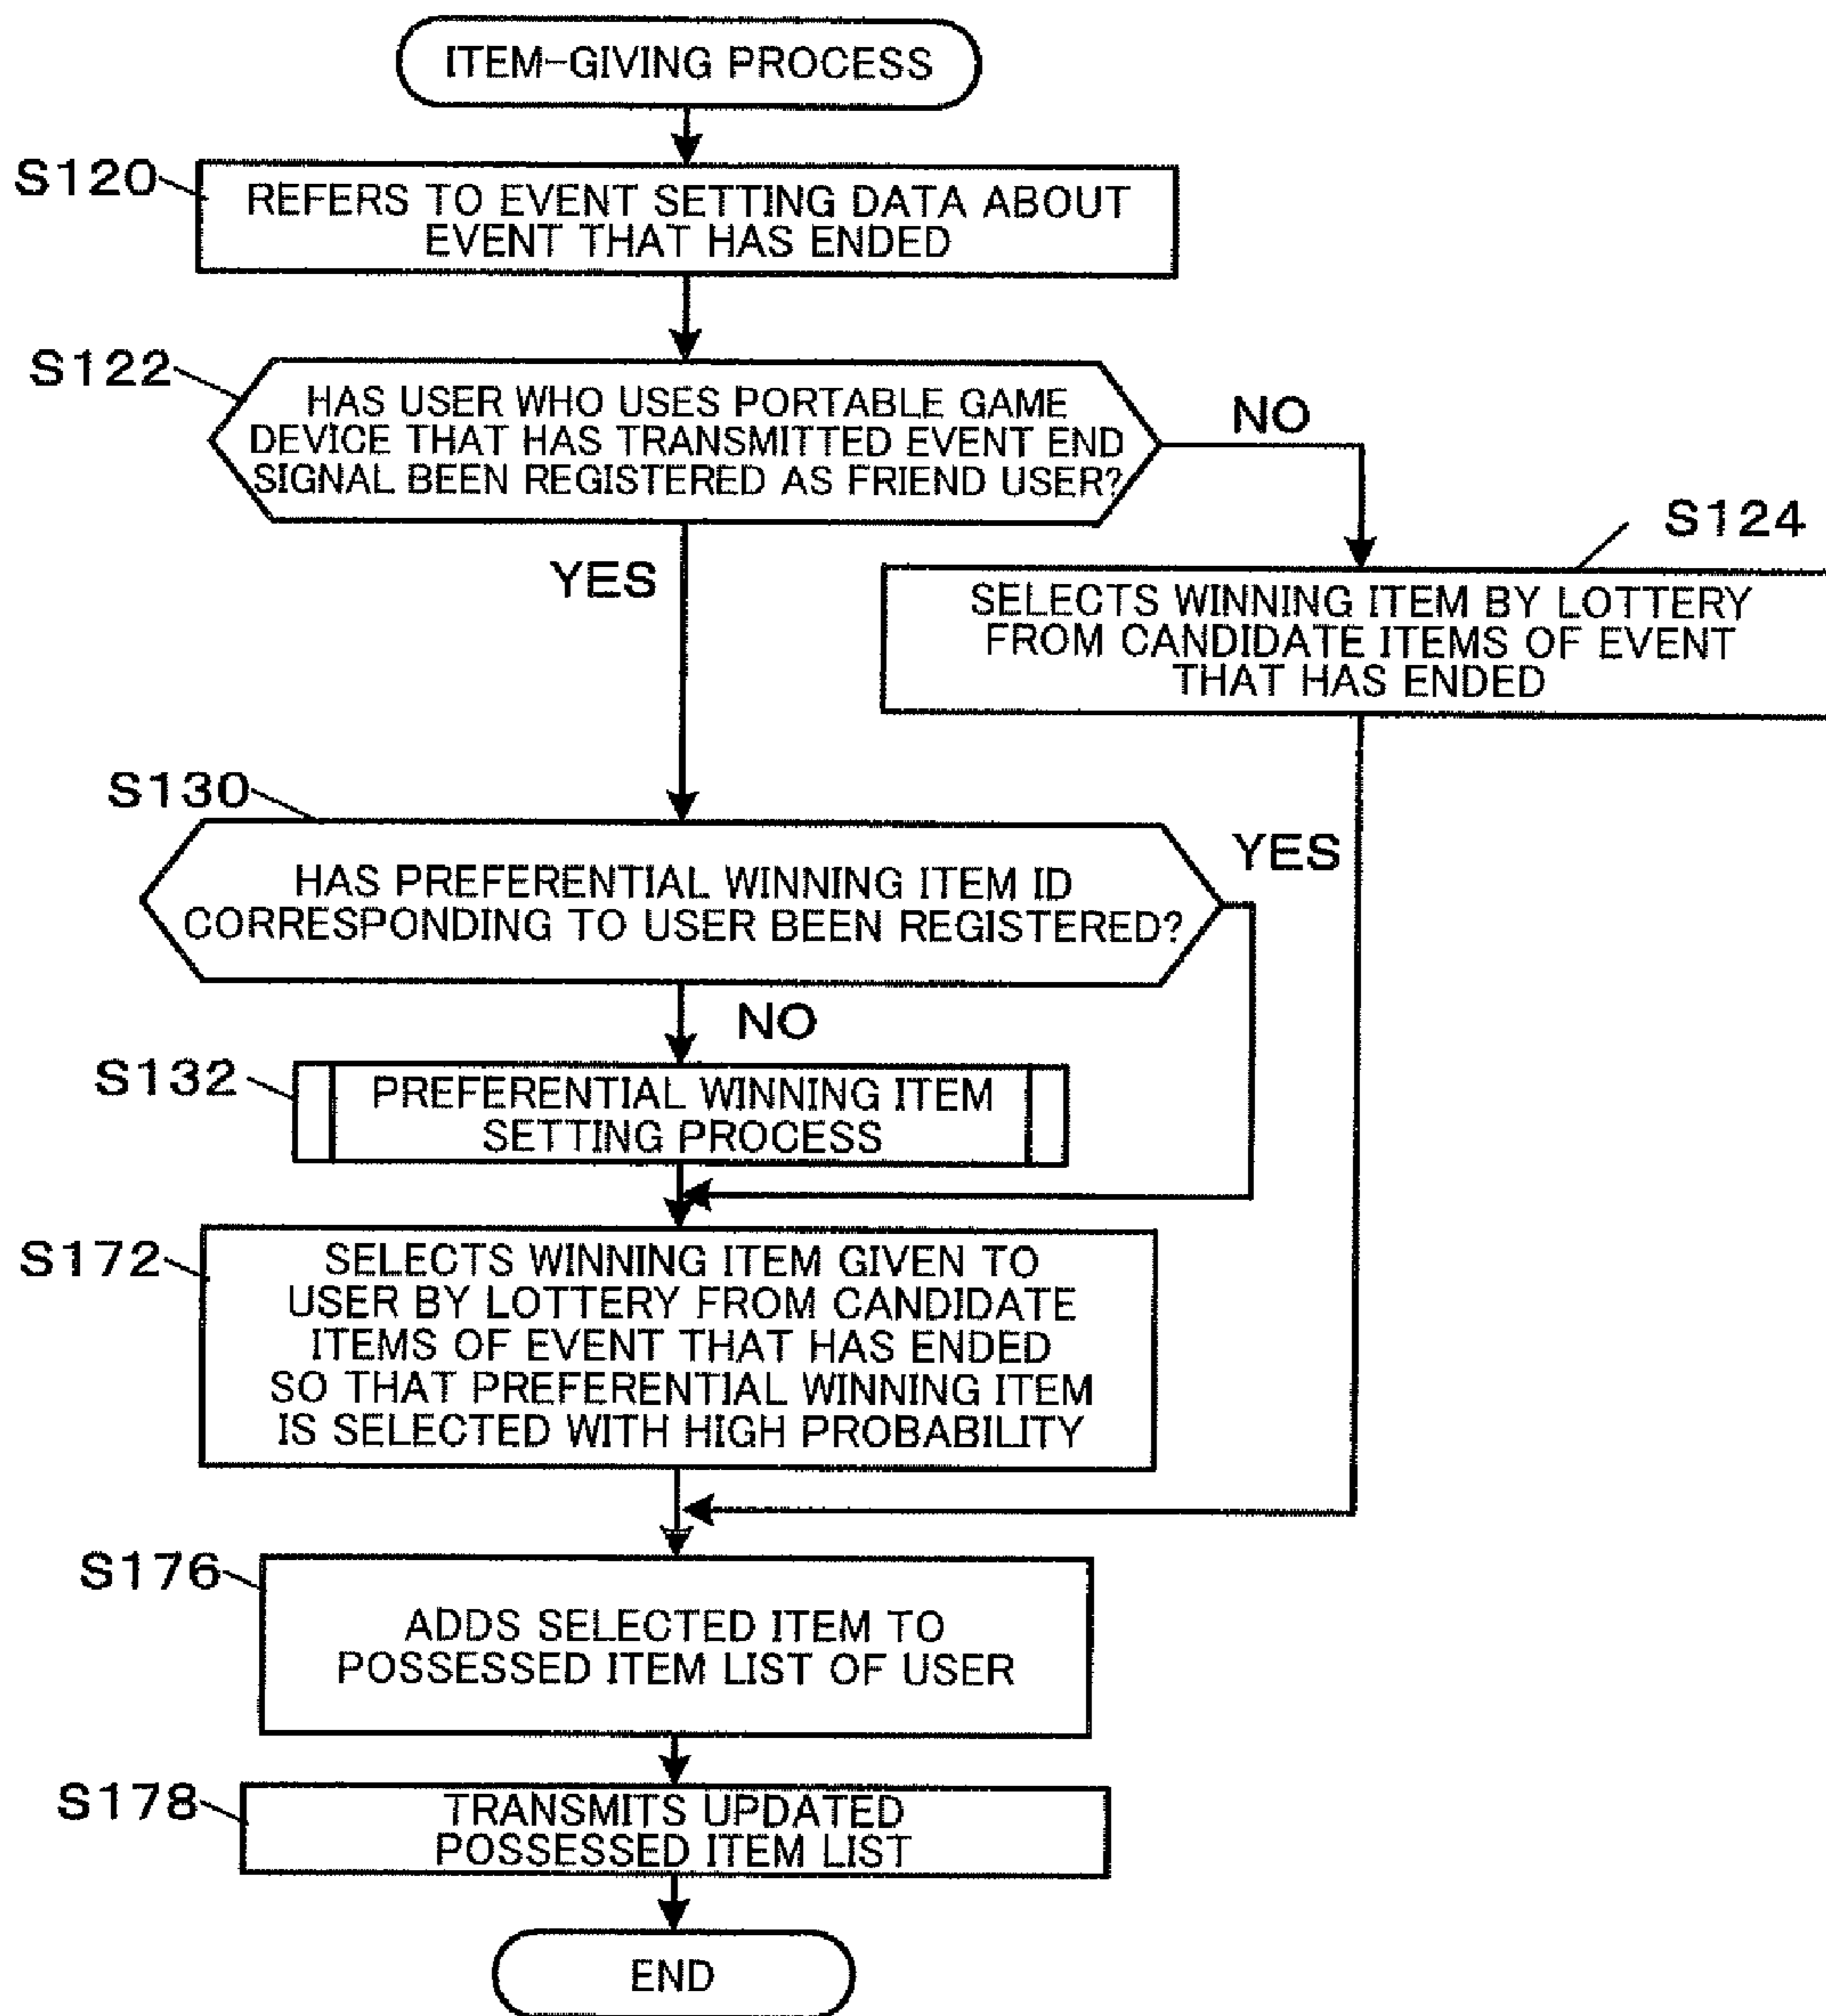 ITEM-GIVING PROCESS
S120
REFERS TO EVENT SETTING DATA ABOUT
EVENT THAT HAS ENDED
S122
HAS USER WHO USES PORTABLE GAME
DEVICE THAT HAS TRANSMITTED EVENT END
SIGNAL BEEN REGISTERED AS FRIEND USER?
NO
YES
S124
SELECTS WINNING ITEM BY LOTTERY
FROM CANDIDATE ITEMS OF EVENT
THAT HAS ENDED
S130
HAS PREFERENTIAL WINNING ITEM ID
CORRESPONDING TO USER BEEN REGISTERED?
YES
NO
S132
PREFERENTIAL WINNING ITEM
SETTING PROCESS
S172
SELECTS WINNING ITEM GIVEN TO
USER BY LOTTERY FROM CANDIDATE
ITEMS OF EVENT THAT HAS ENDED
SO THAT PREFERENTIAL WINNING ITEM
IS SELECTED WITH HIGH PROBABILITY
S176
ADDS SELECTED ITEM TO
POSSESSED ITEM LIST OF USER
S178
TRANSMITS UPDATED
POSSESSED ITEM LIST
END